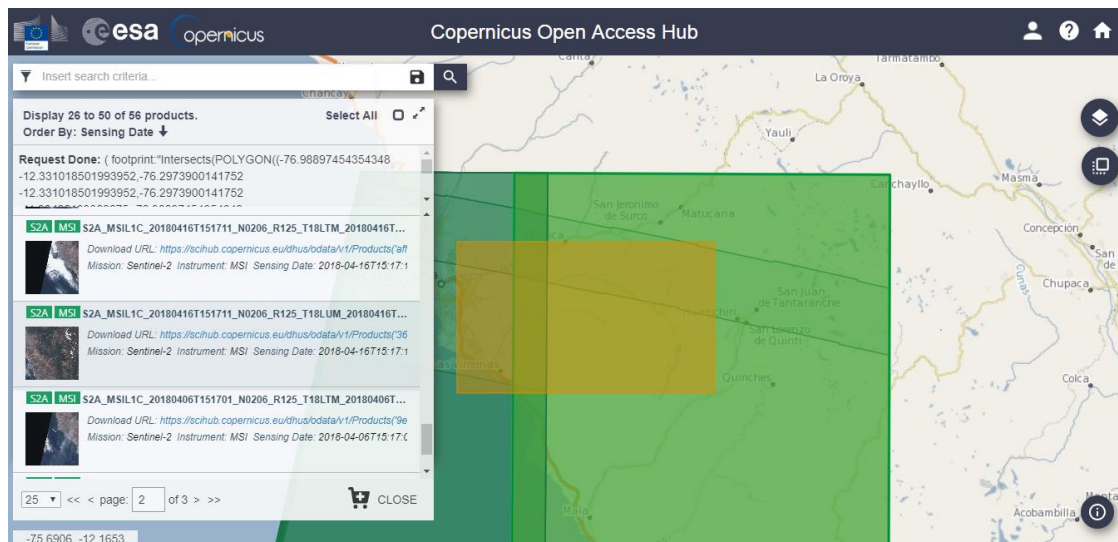 esa
opernicus
Copernicus Open Access Hub
Insert search criteria...
Display 26 to 50 of 56 products.
Select All
Order By: Sensing Date
Request Done: ( footprint:"Intersects(POLYGON((-76.98897454354348
-12.331018501993952,-76.2973900141752
-12.331018501993952,-76.2973900141752
S2A MSI S2A_MSIL1C_20180416T151711_N0206_R125_T18LTM_20180416T...
Download URL: https://scihub.copernicus.eu/dhus/odata/v1/Products('aff
Mission: Sentinel-2 Instrument: MSI Sensing Date: 2018-04-16T15:17:1
S2A MSI S2A_MSIL1C_20180416T151711_N0206_R125_T18LUM_20180416T...
Download URL: https://scihub.copernicus.eu/dhus/odata/v1/Products('36
Mission: Sentinel-2 Instrument: MSI Sensing Date: 2018-04-16T15:17:1
S2A MSI S2A_MSIL1C_20180406T151701_N0206_R125_T18LTM_20180406T...
Download URL: https://scihub.copernicus.eu/dhus/odata/v1/Products('9e
Mission: Sentinel-2 Instrument: MSI Sensing Date: 2018-04-06T15:17:0
25 << < page: 2 of 3 > >>
CLOSE
-75.6906 -12.1653
Canta
Tarmatambo
La Oroya
Chancay
Yauli
Canchayllo
Masma
San Jeronimo
de Surco
Matucana
Concepción
San
de
Cunas
Chupaca
San Juan
de Tantaranche
San Lorenzo
de Quinti
Quinches
Colca
Mala
Acobambilla